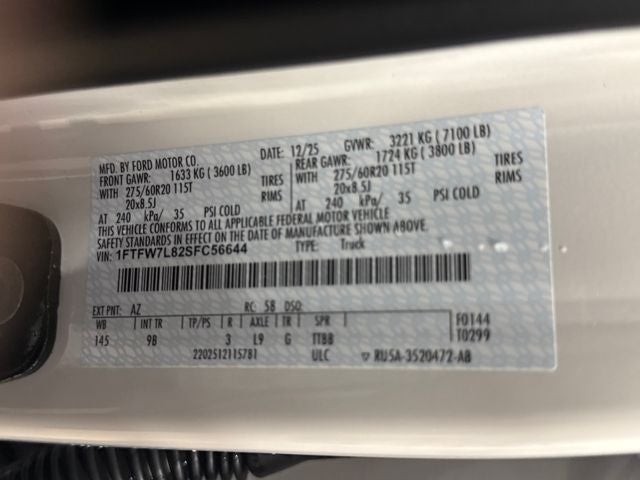 MFD. BY FORD MOTOR CO.
DATE: 12/25 GVWR: 3221 KG ( 7100 LB)
FRONT GAWR: 1633 KG ( 3600 LB)
REAR GAWR: 1724 KG ( 3800 LB)
WITH 275/60R20 115T TIRES
WITH 275/60R20 115T TIRES
20x8.5J RIMS
20x8.5J RIMS
AT 240 kPa/ 35 PSI COLD
AT 240 kPa/ 35 PSI COLD
THIS VEHICLE CONFORMS TO ALL APPLICABLE FEDERAL MOTOR VEHICLE
SAFETY STANDARDS IN EFFECT ON THE DATE OF MANUFACTURE SHOWN ABOVE.
VIN: 1FTFW7L82SFC56644 TYPE: Truck
EXT PNT: AZ RC: 58 DSO:
WB INT TR TP/PS R AXLE TR SPR
145 9B 3 L9 G TTBB
F0144
T0299
2202512115781 ULC RU5A-3520472-AB